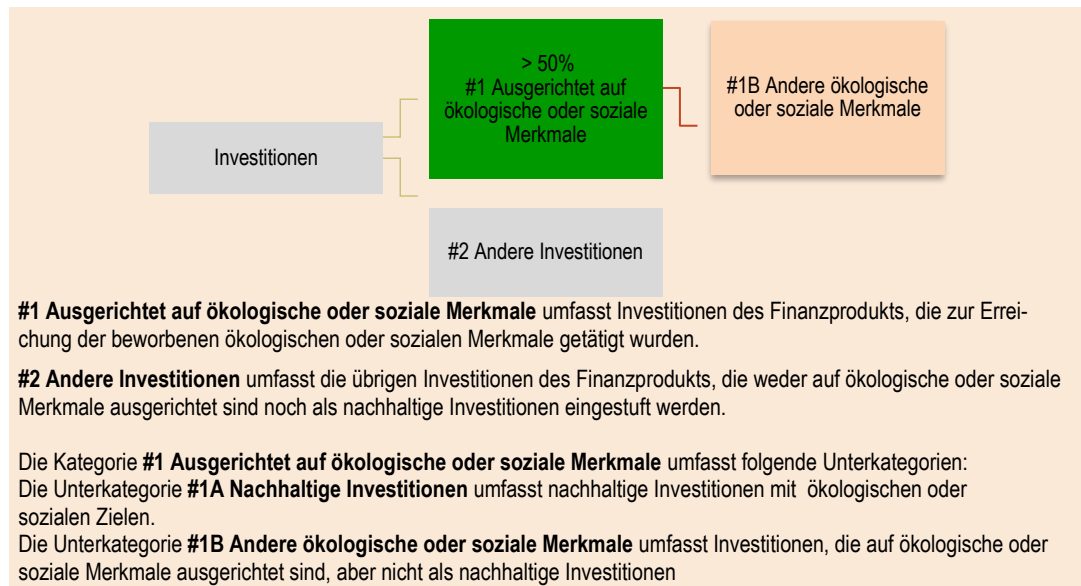 > 50%
#1 Ausgerichtet auf
ökologische oder soziale
Merkmale
#1B Andere ökologische
oder soziale Merkmale
Investitionen
#2 Andere Investitionen
#1 Ausgerichtet auf ökologische oder soziale Merkmale umfasst Investitionen des Finanzprodukts, die zur Errei-
chung der beworbenen ökologischen oder sozialen Merkmale getätigt wurden.
#2 Andere Investitionen umfasst die übrigen Investitionen des Finanzprodukts, die weder auf ökologische oder soziale
Merkmale ausgerichtet sind noch als nachhaltige Investitionen eingestuft werden.
Die Kategorie #1 Ausgerichtet auf ökologische oder soziale Merkmale umfasst folgende Unterkategorien:
Die Unterkategorie #1A Nachhaltige Investitionen umfasst nachhaltige Investitionen mit ökologischen oder
sozialen Zielen.
Die Unterkategorie #1B Andere ökologische oder soziale Merkmale umfasst Investitionen, die auf ökologische oder
soziale Merkmale ausgerichtet sind, aber nicht als nachhaltige Investitionen